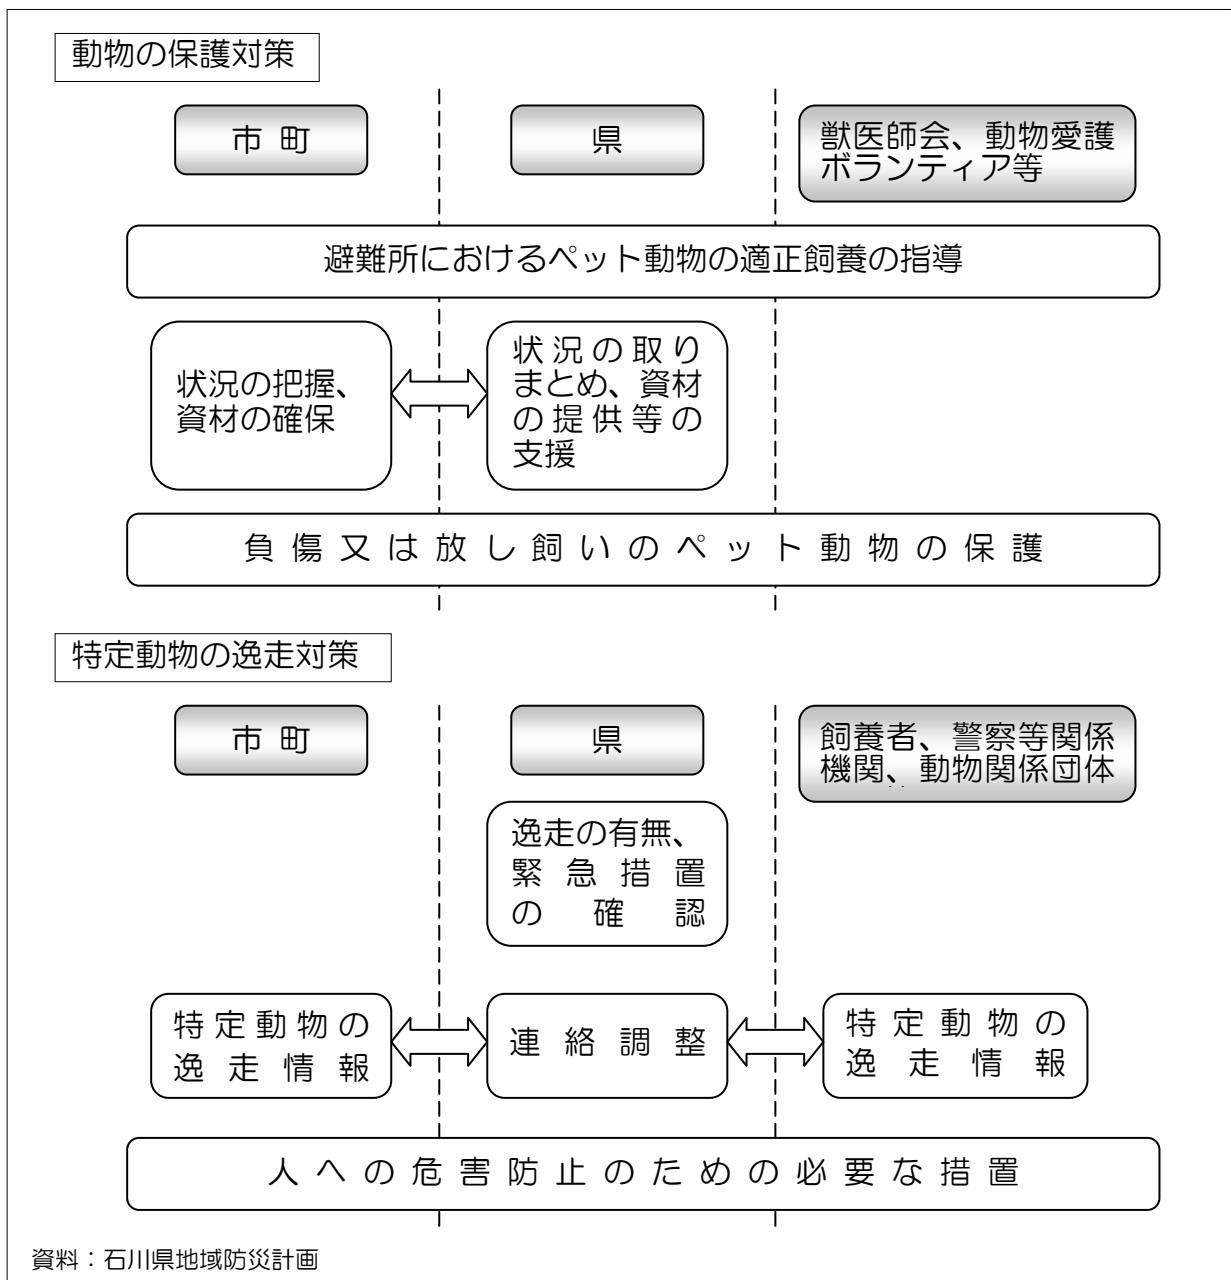 動物の保護対策
市町
県
獣医師会、動物愛護
ボランティア等
避難所におけるペット動物の適正飼養の指導
状況の把握、
資材の確保
状況の取り
まとめ、資材
の提供等の
支援
負傷又は放し飼いのペット動物の保護
特定動物の逸走対策
市町
県
飼養者、警察等関係
機関、動物関係団体
逸走の有無、
緊急措置
の確認
特定動物の
逸走情報
連絡調整
特定動物の
逸走情報
人への危害防止のための必要な措置
資料：石川県地域防災計画